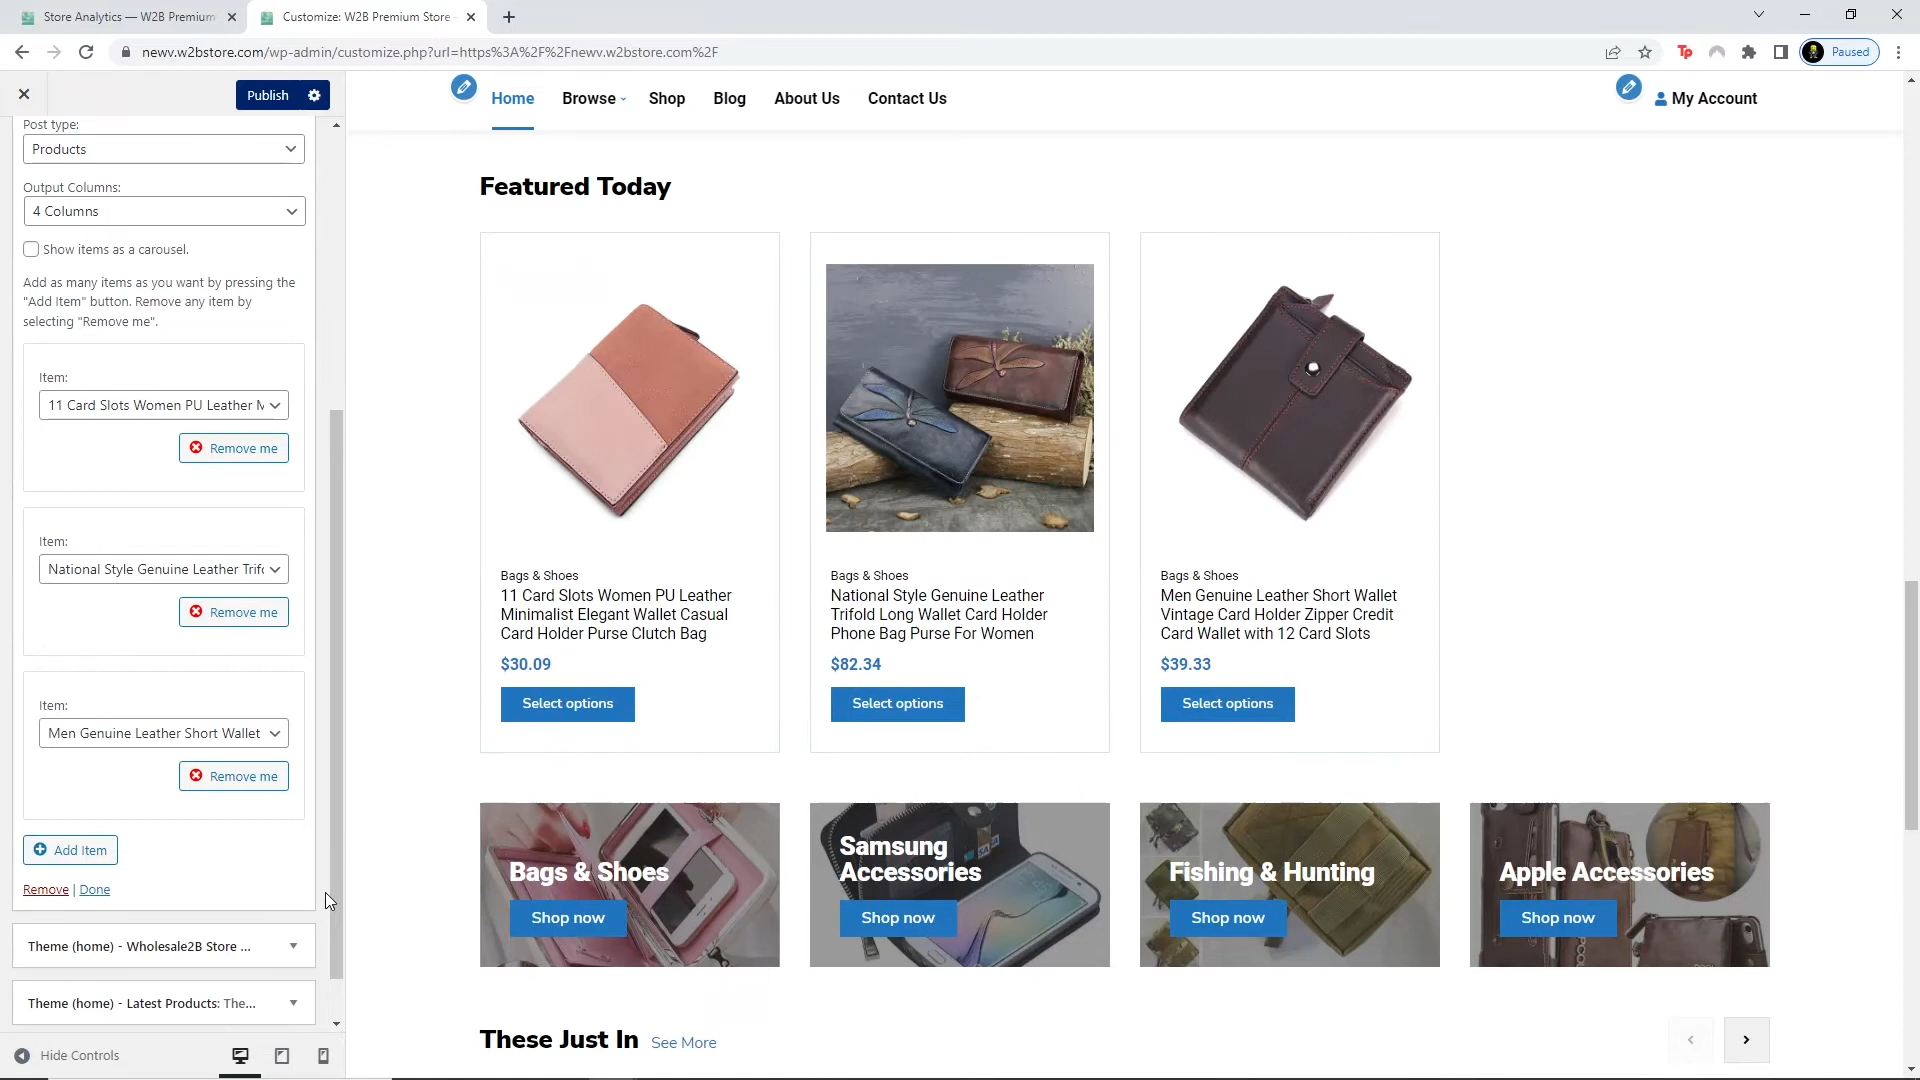 Store Analytics — W2B Premium
Customize: W2B Premium Store -
newv.w2bstore.com/wp-admin/customize.php?url=https%3A%2F%2Fnewv.w2bstore.com%2F
Tp
Paused
Publish
Home
Browse
Shop
Blog
About Us
Contact Us
My Account
Post type:
Products
Output Columns:
4 Columns
Show items as a carousel.
Add as many items as you want by pressing the
"Add Item" button. Remove any item by
selecting "Remove me".
Item:
11 Card Slots Women PU Leather M
Remove me
Item:
National Style Genuine Leather Trifo
Remove me
Item:
Men Genuine Leather Short Wallet
Remove me
Add Item
Remove | Done
Theme (home) - Wholesale2B Store ...
Theme (home) - Latest Products: The...
Hide Controls
Featured Today
Bags & Shoes
11 Card Slots Women PU Leather
Minimalist Elegant Wallet Casual
Card Holder Purse Clutch Bag
$30.09
Select options
Bags & Shoes
National Style Genuine Leather
Trifold Long Wallet Card Holder
Phone Bag Purse For Women
$82.34
Select options
Bags & Shoes
Men Genuine Leather Short Wallet
Vintage Card Holder Zipper Credit
Card Wallet with 12 Card Slots
$39.33
Select options
Bags & Shoes
Shop now
Samsung
Accessories
Shop now
Fishing & Hunting
Shop now
Apple Accessories
Shop now
These Just In
See More